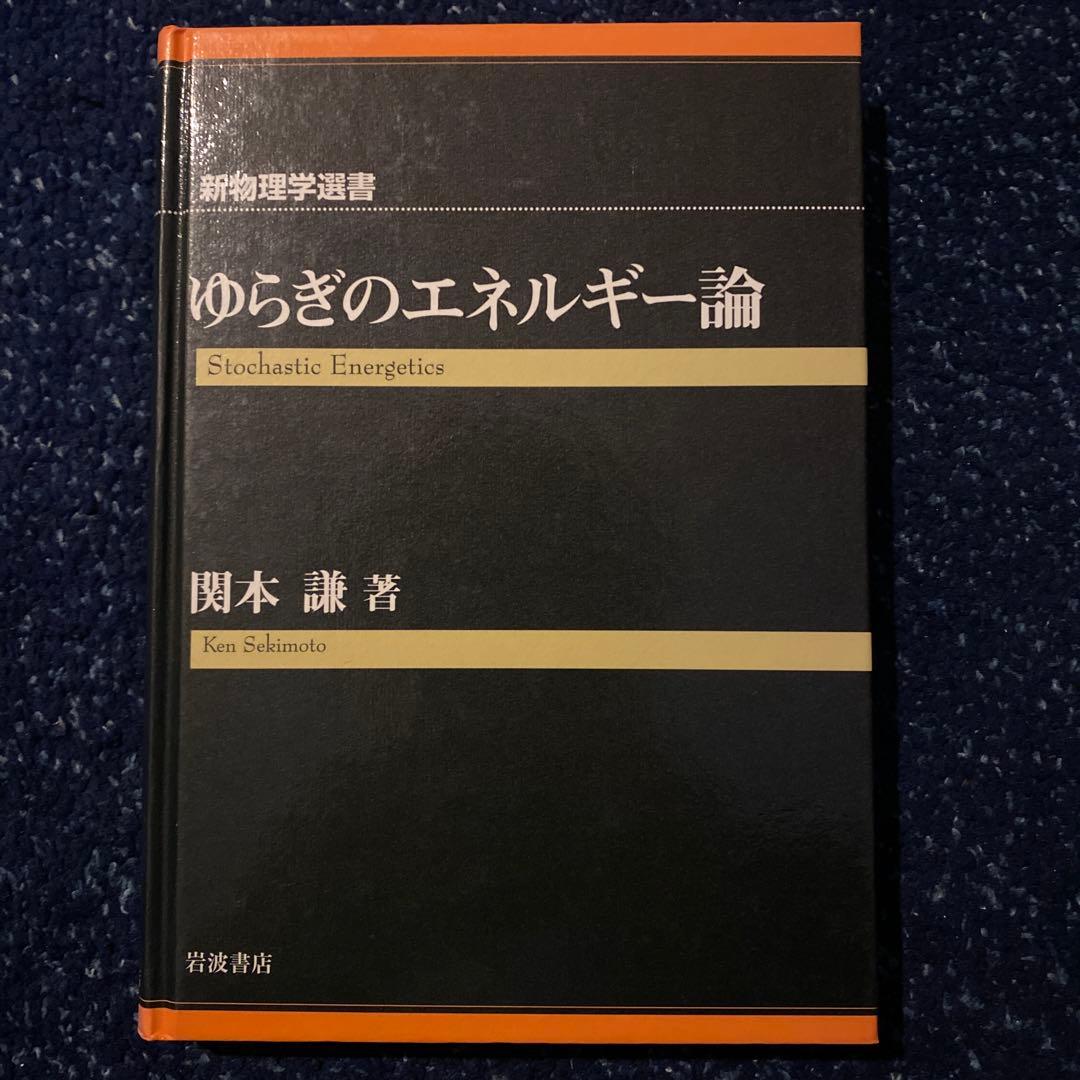 新物理学選書
ゆらぎのエネルギー論
Stochastic Energetics
関本 謙 著
Ken Sekimoto
岩波書店